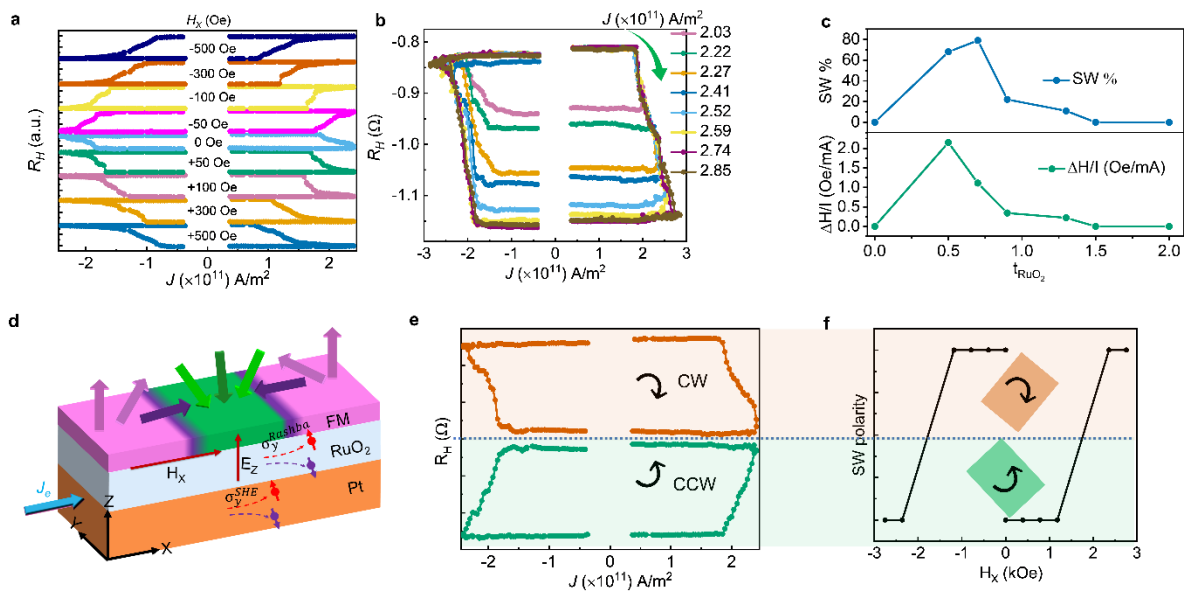 a
H_X (Oe)
-500 Oe
-300 Oe
-100 Oe
-50 Oe
0 Oe
+50 Oe
+100 Oe
+300 Oe
+500 Oe
R_H (a.u.)
-2 -1 0 1 2
J (×10^11) A/m^2
b
J (×10^11) A/m^2
-0.8
-0.9
-1.0
-1.1
R_H (Ω)
2.03
2.22
2.27
2.41
2.52
2.59
2.74
2.85
-3 -2 -1 0 1 2 3
J (×10^11) A/m^2
c
80
60
40
20
0
SW %
SW %
2.0
1.5
1.0
0.5
0.0
ΔH/I (Oe/mA)
ΔH/I (Oe/mA)
0.0 0.5 1.0 1.5 2.0
t_RuO_2
d
FM
RuO_2
Pt
H_X
E_Z
σ_y^Rashba
σ_y^SHE
J_e
Z
Y
X
e
R_H (Ω)
CW
CCW
-2 -1 0 1 2
J (×10^11) A/m^2
f
SW polarity
-3 -2 -1 0 1 2 3
H_X (kOe)